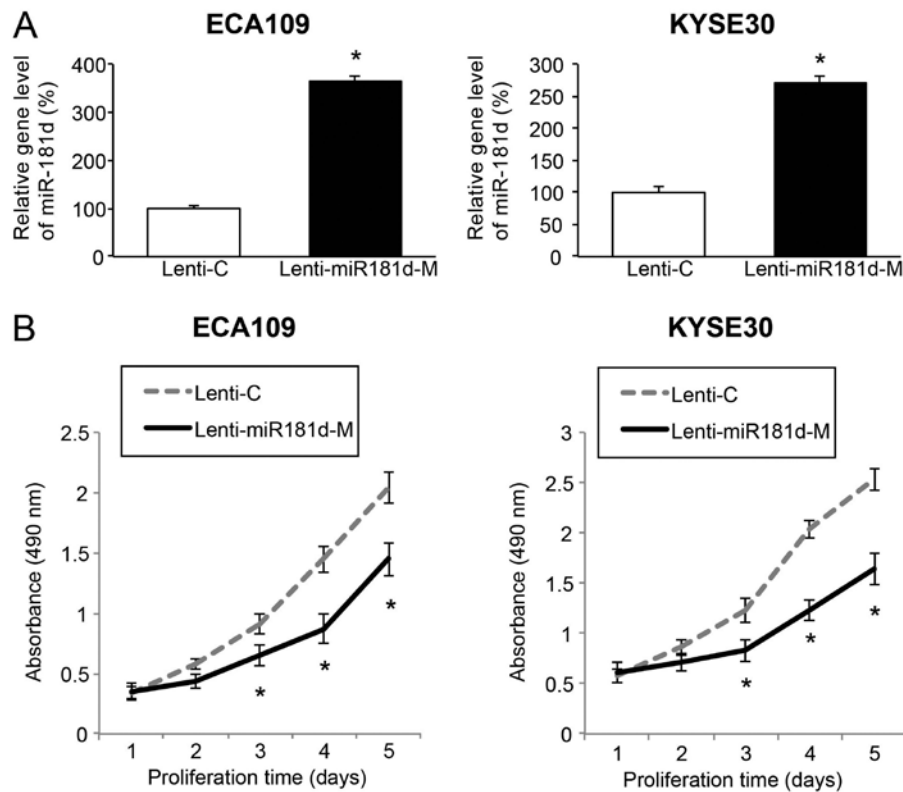 A
ECA109
KYSE30
Relative gene level
of miR-181d (%)
400
300
200
100
0
*
Lenti-C
Lenti-miR181d-M
Relative gene level
of miR-181d (%)
300
250
200
150
100
50
0
*
Lenti-C
Lenti-miR181d-M
B
ECA109
KYSE30
Lenti-C
Lenti-miR181d-M
Absorbance (490 nm)
2.5
2
1.5
1
0.5
0
*
*
*
1 2 3 4 5
Proliferation time (days)
Lenti-C
Lenti-miR181d-M
Absorbance (490 nm)
3
2.5
2
1.5
1
0.5
0
*
*
*
1 2 3 4 5
Proliferation time (days)